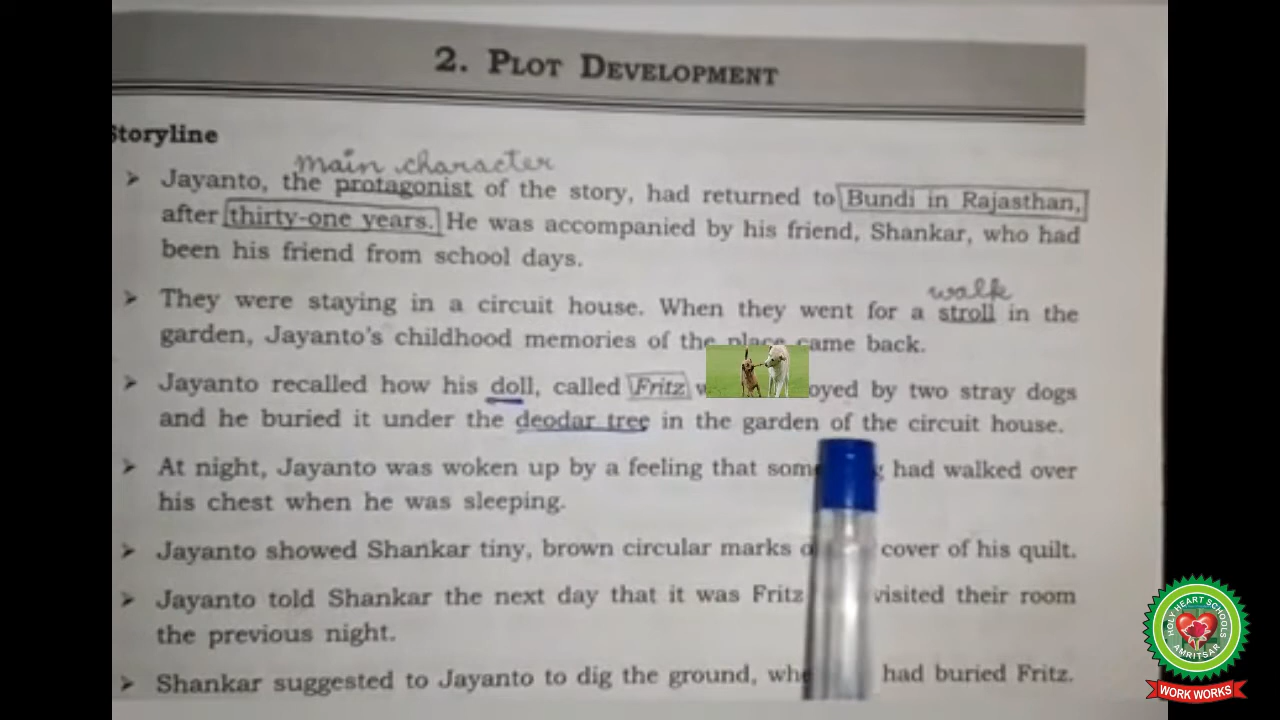 2. PLOT DEVELOPMENT
Storyline
main character
➤ Jayanto, the protagonist of the story, had returned to Bundi in Rajasthan,
after thirty-one years. He was accompanied by his friend, Shankar, who had
been his friend from school days.
walk
➤ They were staying in a circuit house. When they went for a stroll in the
garden, Jayanto's childhood memories of the place came back.
➤ Jayanto recalled how his doll, called Fritz oyed by two stray dogs
and he buried it under the deodar tree in the garden of the circuit house.
➤ At night, Jayanto was woken up by a feeling that som had walked over
his chest when he was sleeping.
➤ Jayanto showed Shankar tiny, brown circular marks cover of his quilt.
➤ Jayanto told Shankar the next day that it was Fritz visited their room
the previous night.
➤ Shankar suggested to Jayanto to dig the ground, whe had buried Fritz.
HOLY HEART SCHOOLS
AMRITSAR
WORK WORKS